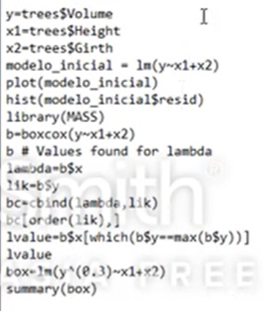 y=trees$Volume
x1=trees$Height
x2=trees$Girth
modelo_inicial = lm(y~x1+x2)
plot(modelo_inicial)
hist(modelo_inicial$resid)
library(MASS)
b=boxcox(y~x1+x2)
b # Values found for lambda
lambda=b$x
lik=b$y
bc=cbind(lambda,lik)
bc[order(lik),]
lvalue=b$x[which(b$y==max(b$y))]
lvalue
box=lm(y^(0.3)~x1+x2)
summary(box)
smith
FREE